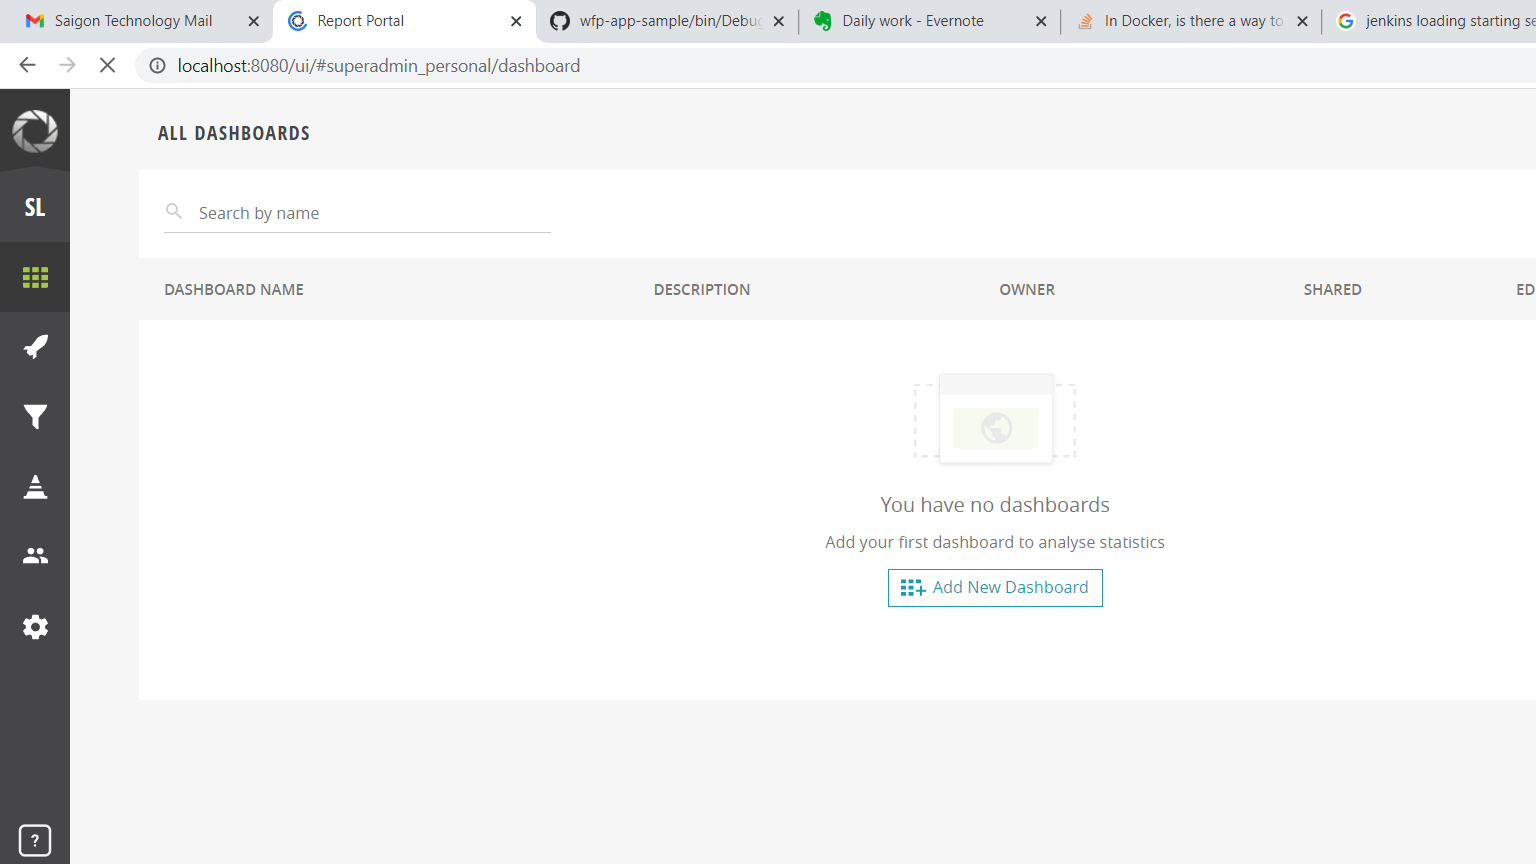 Saigon Technology Mail
Report Portal
wfp-app-sample/bin/Debug
Daily work - Evernote
In Docker, is there a way to
jenkins loading starting se
localhost:8080/ui/#superadmin_personal/dashboard
ALL DASHBOARDS
SL
Search by name
DASHBOARD NAME DESCRIPTION OWNER SHARED ED
You have no dashboards
Add your first dashboard to analyse statistics
Add New Dashboard
?